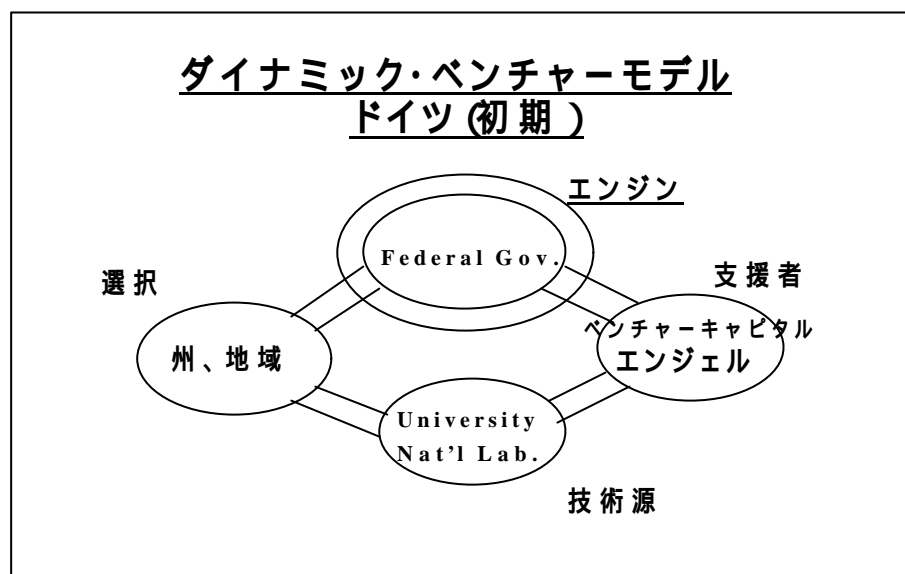 ダイナミック・ベンチャーモデル
ドイツ(初期)
エンジン
Federal Gov.
選択
支援者
州、地域
ベンチャーキャピタル
エンジェル
University
Nat'l Lab.
技術源